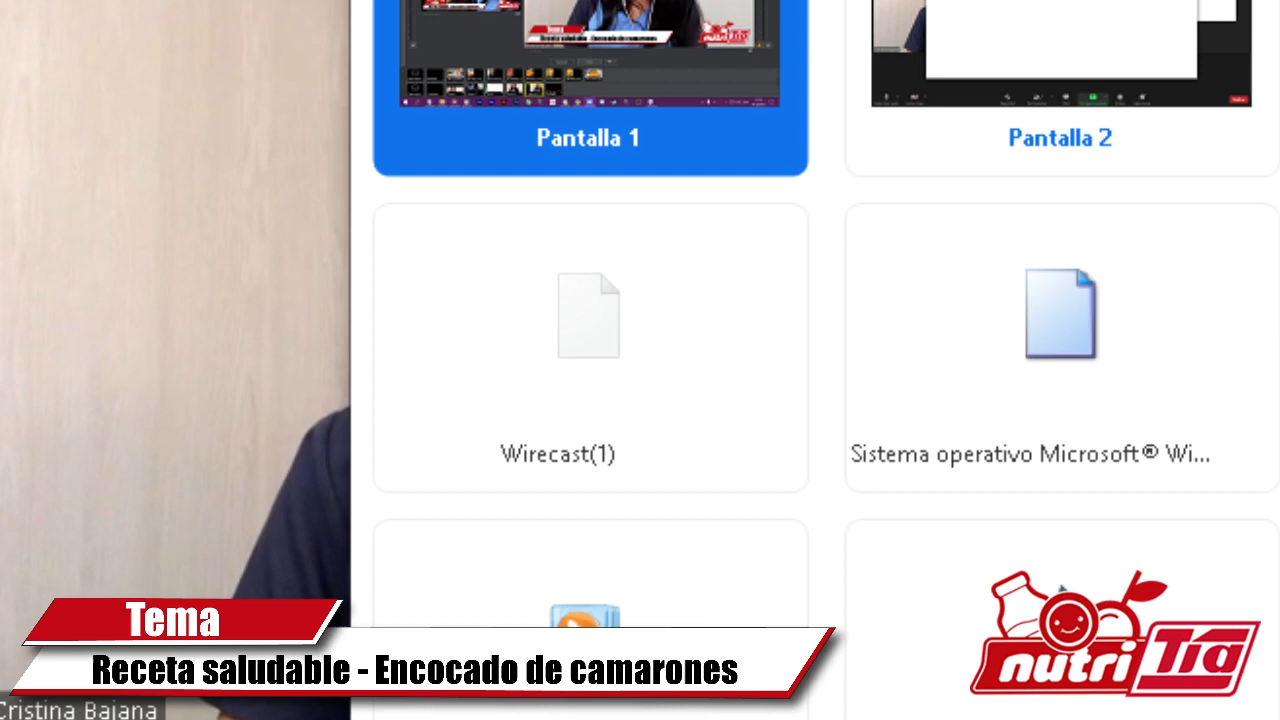 Pantalla 1
Pantalla 2
Wirecast(1)
Sistema operativo Microsoft® Wi...
Tema
Receta saludable - Encocado de camarones
nutri Tía
Cristina Bajana